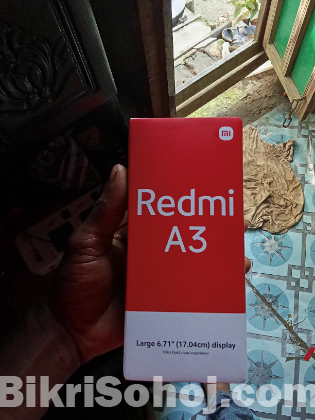 mi
Redmi
A3
Large 6.71" (17.04cm) display
BikriSohoj.com